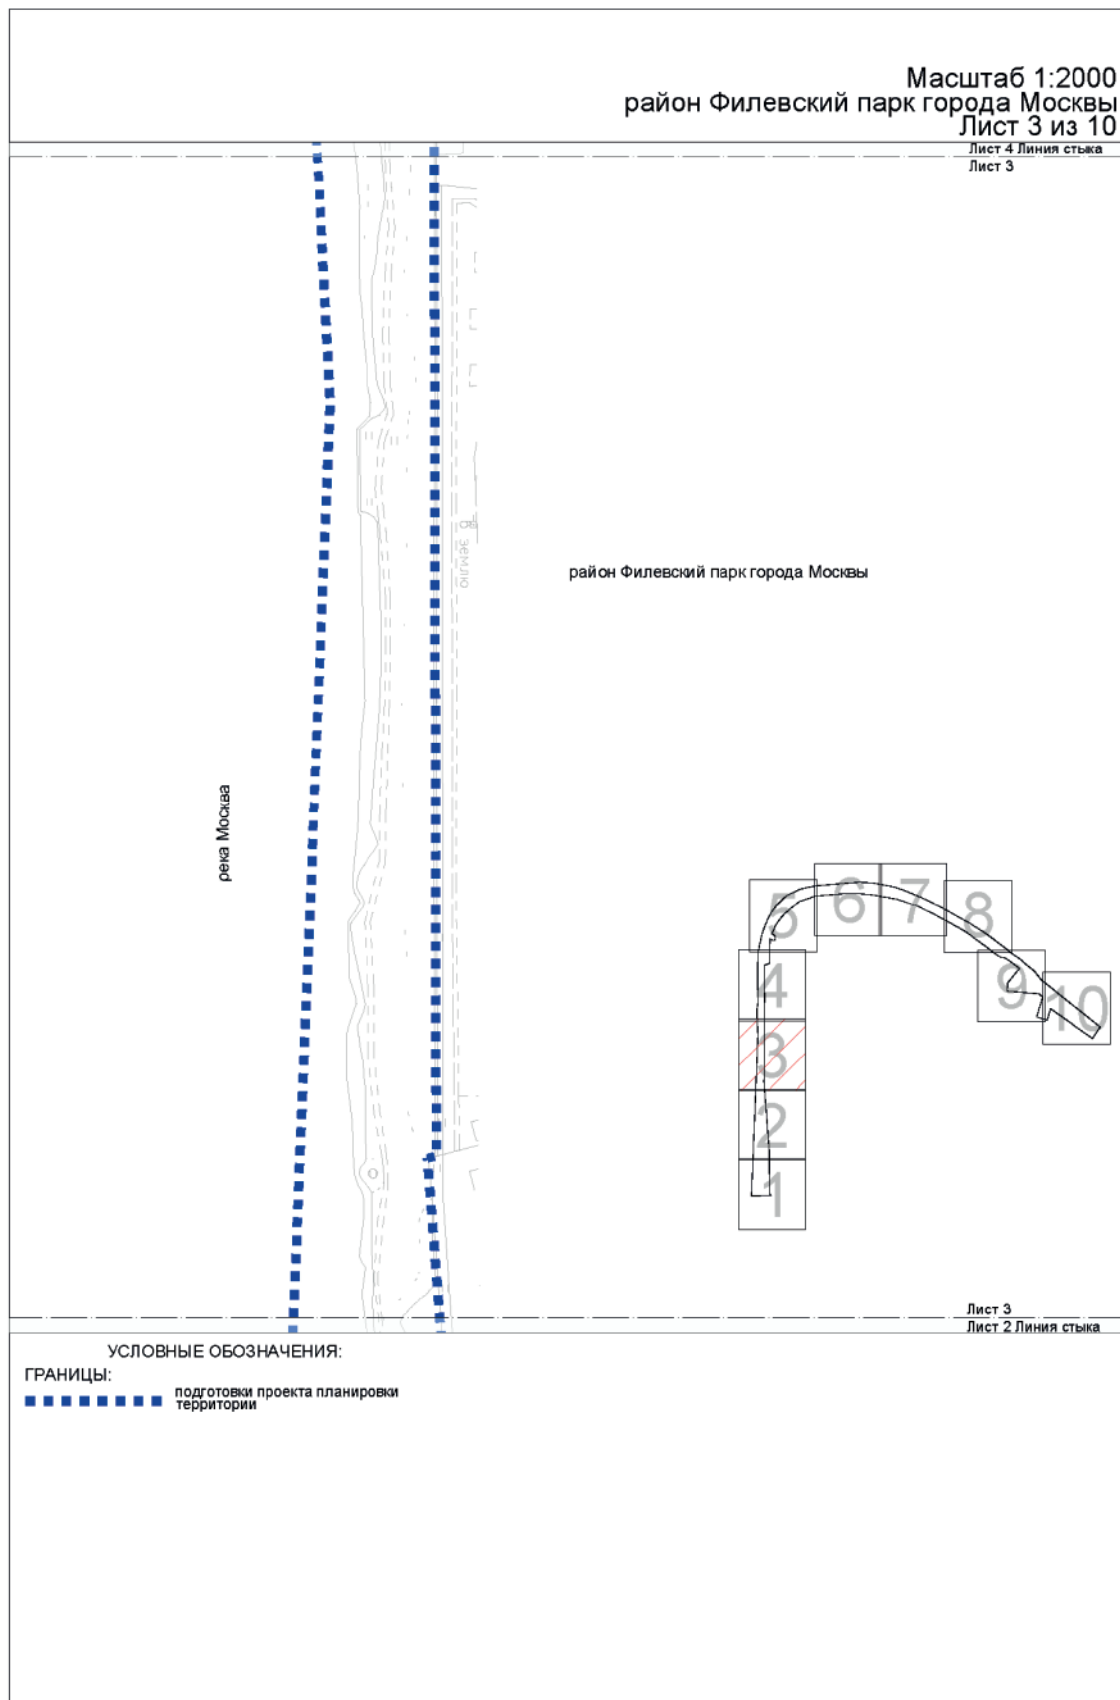 Масштаб 1:2000
район Филевский парк города Москвы
Лист 3 из 10
Лист 4 Линия стыка
Лист 3
в землю
район Филевский парк города Москвы
река Москва
5
6
7
8
4
9
10
3
2
1
Лист 3
Лист 2 Линия стыка
УСЛОВНЫЕ ОБОЗНАЧЕНИЯ:
ГРАНИЦЫ:
подготовки проекта планировки
территории